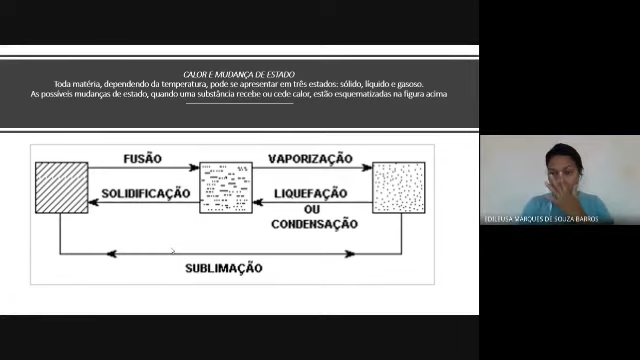 CALOR E MUDANÇA DE ESTADO
Toda matéria, dependendo da temperatura, pode se apresentar em três estados: sólido, líquido e gasoso.
As possíveis mudanças de estado, quando uma substância recebe ou cede calor, estão esquematizadas na figura acima
FUSÃO
VAPORIZAÇÃO
SOLIDIFICAÇÃO
LIQUEFAÇÃO
OU
CONDENSAÇÃO
SUBLIMAÇÃO
EDILEUSA MARQUES DE SOUZA BARROS